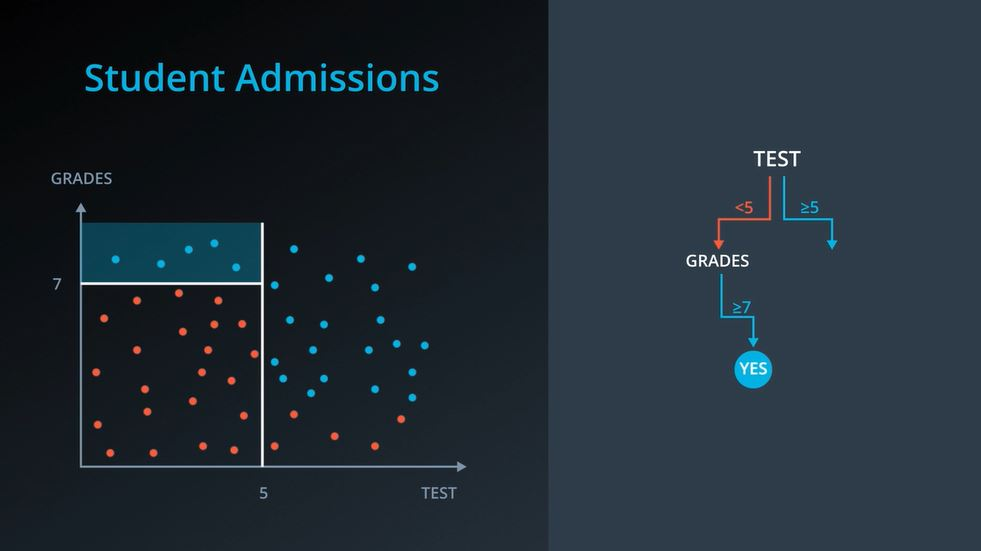 Student Admissions
GRADES
7
5
TEST
TEST
<5
≥5
GRADES
≥7
YES